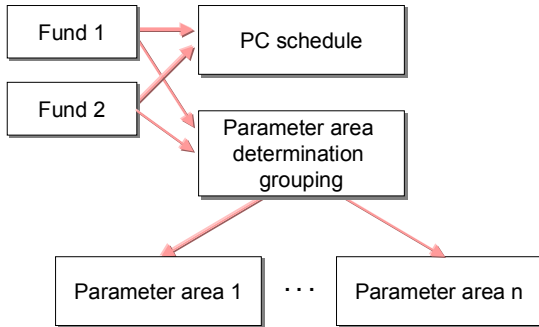 Fund 1
PC schedule
Fund 2
Parameter area
determination
grouping
Parameter area 1
...
Parameter area n